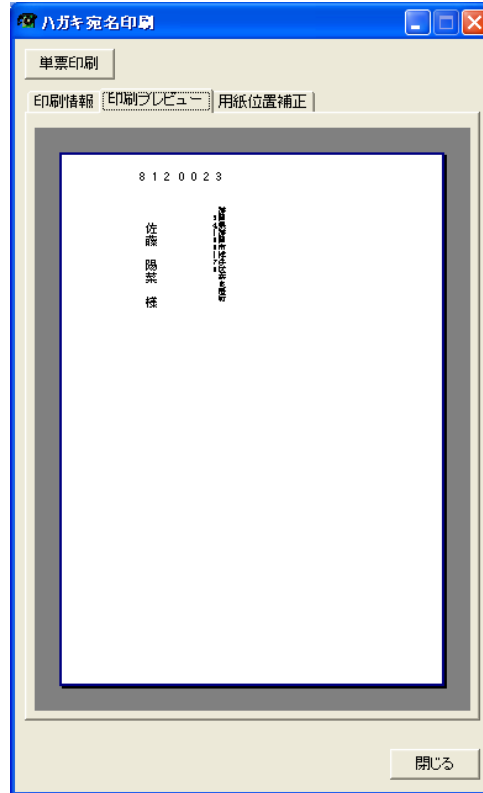 ハガキ宛名印刷
単票印刷
印刷情報
印刷プレビュー
用紙位置補正
8120023
佐藤 陽菜 様
閉じる